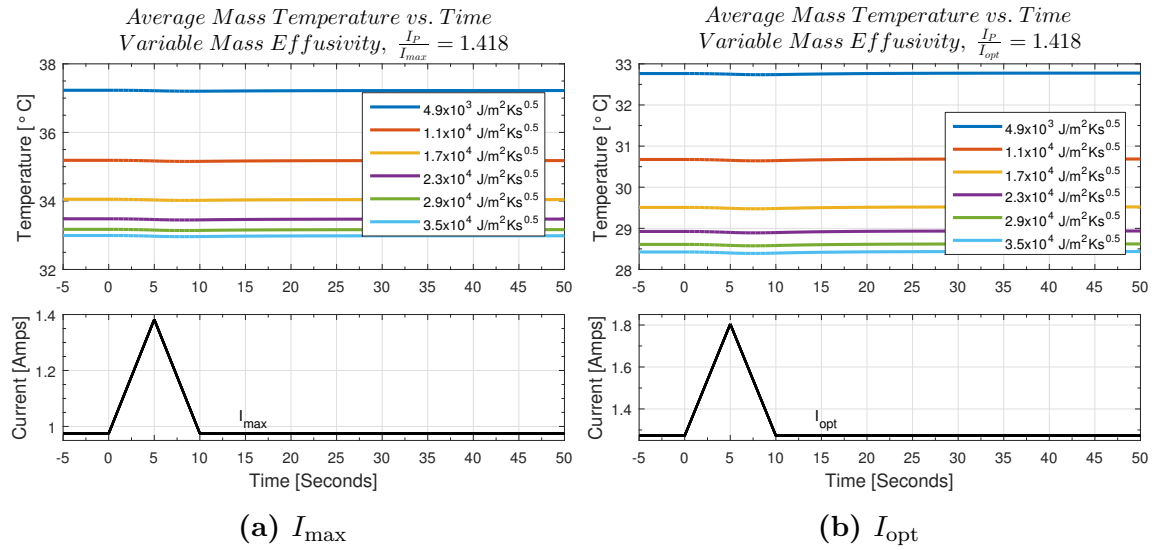 Average Mass Temperature vs. Time
Variable Mass Effusivity, I_P/I_max = 1.418
38
36
34
32
Temperature [°C]
4.9x10^3 J/m^2Ks^0.5
1.1x10^4 J/m^2Ks^0.5
1.7x10^4 J/m^2Ks^0.5
2.3x10^4 J/m^2Ks^0.5
2.9x10^4 J/m^2Ks^0.5
3.5x10^4 J/m^2Ks^0.5
-5 0 5 10 15 20 25 30 35 40 45 50
1.4
1.2
1
Current [Amps]
I_max
-5 0 5 10 15 20 25 30 35 40 45 50
Time [Seconds]
(a) I_max
Average Mass Temperature vs. Time
Variable Mass Effusivity, I_P/I_opt = 1.418
33
32
31
30
29
28
Temperature [°C]
4.9x10^3 J/m^2Ks^0.5
1.1x10^4 J/m^2Ks^0.5
1.7x10^4 J/m^2Ks^0.5
2.3x10^4 J/m^2Ks^0.5
2.9x10^4 J/m^2Ks^0.5
3.5x10^4 J/m^2Ks^0.5
-5 0 5 10 15 20 25 30 35 40 45 50
1.8
1.6
1.4
Current [Amps]
I_opt
-5 0 5 10 15 20 25 30 35 40 45 50
Time [Seconds]
(b) I_opt